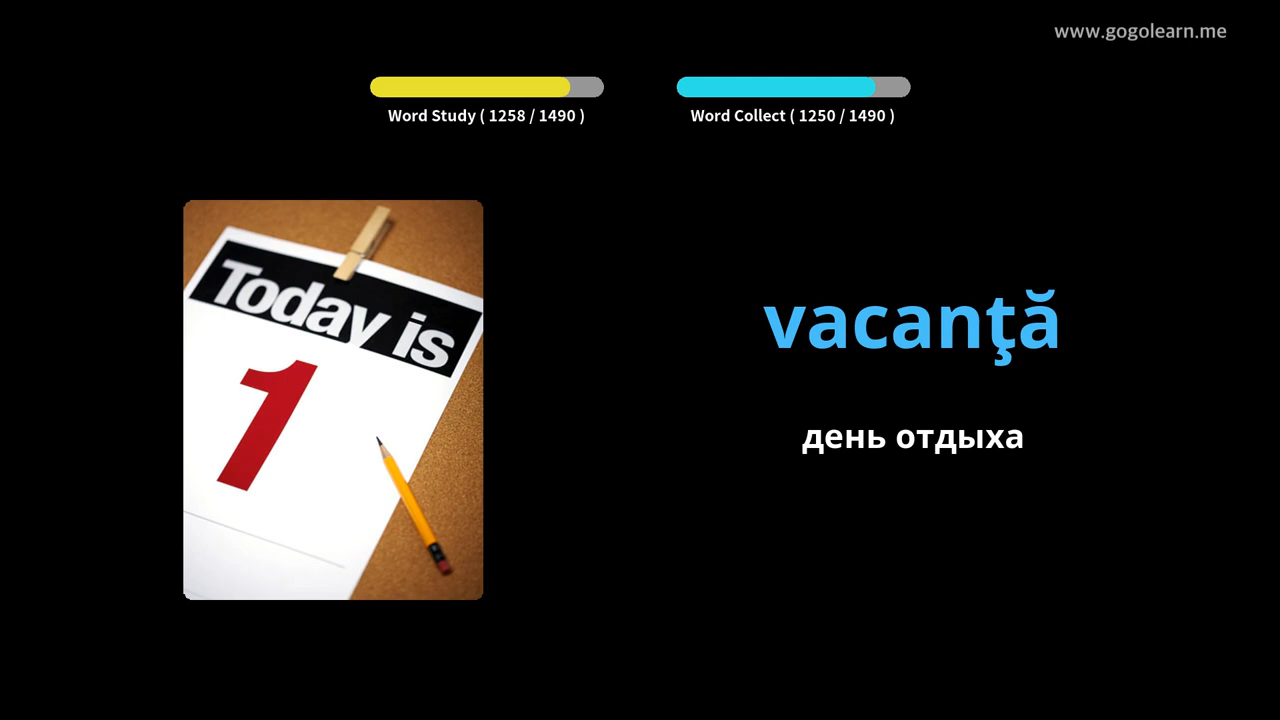 www.gogolearn.me
Word Study ( 1258 / 1490 )
Word Collect ( 1250 / 1490 )
Today is
1
vacanţă
день отдыха